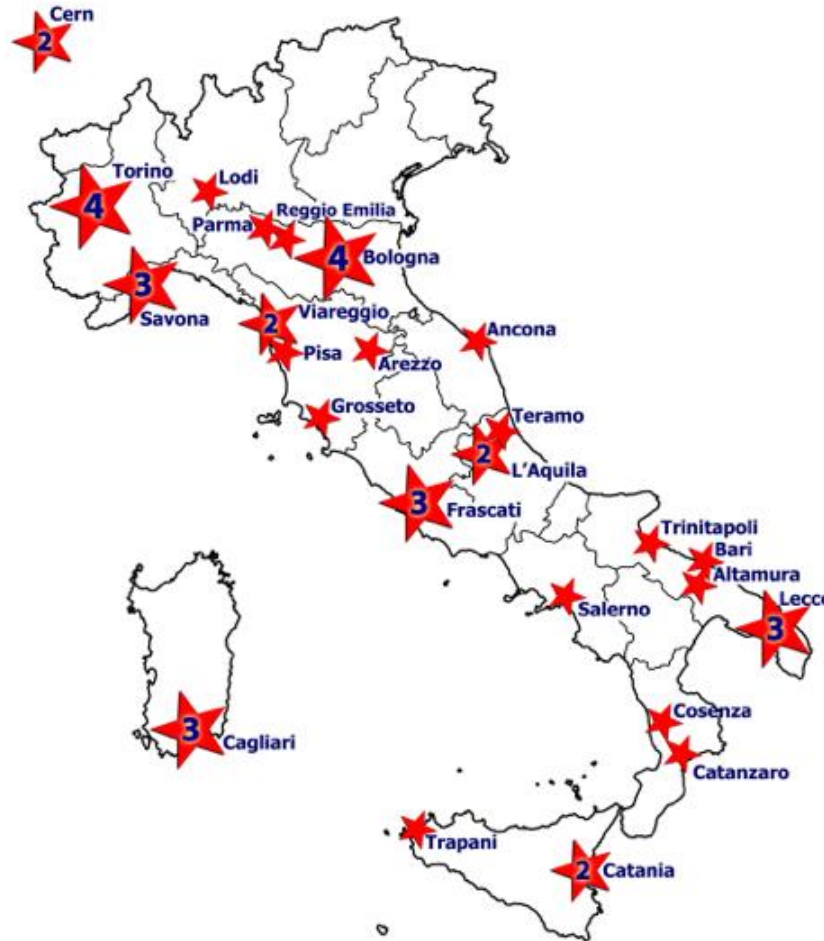 Cern
2
Torino
4
Lodi
Reggio Emilia
Parma
4
Bologna
3
Savona
2
Viareggio
Pisa
Arezzo
Ancona
Grosseto
Teramo
2
L'Aquila
3
Frascati
Trinitapoli
Bari
Altamura
Lecce
3
Salerno
3
Cagliari
Cosenza
Catanzaro
Trapani
2
Catania